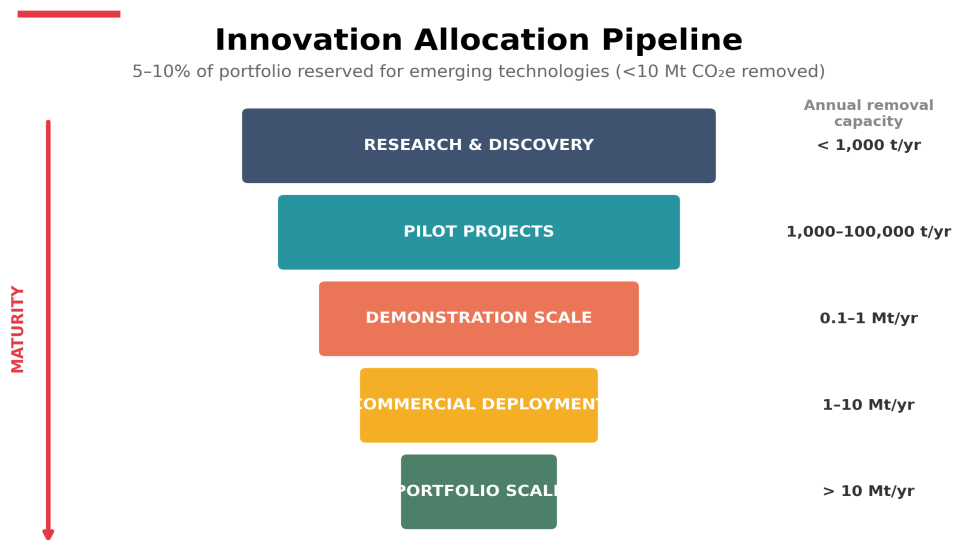 Innovation Allocation Pipeline
5–10% of portfolio reserved for emerging technologies (<10 Mt CO₂e removed)
Annual removal
capacity
RESEARCH & DISCOVERY
< 1,000 t/yr
PILOT PROJECTS
1,000–100,000 t/yr
DEMONSTRATION SCALE
0.1–1 Mt/yr
COMMERCIAL DEPLOYMENT
1–10 Mt/yr
PORTFOLIO SCALE
> 10 Mt/yr
MATURITY